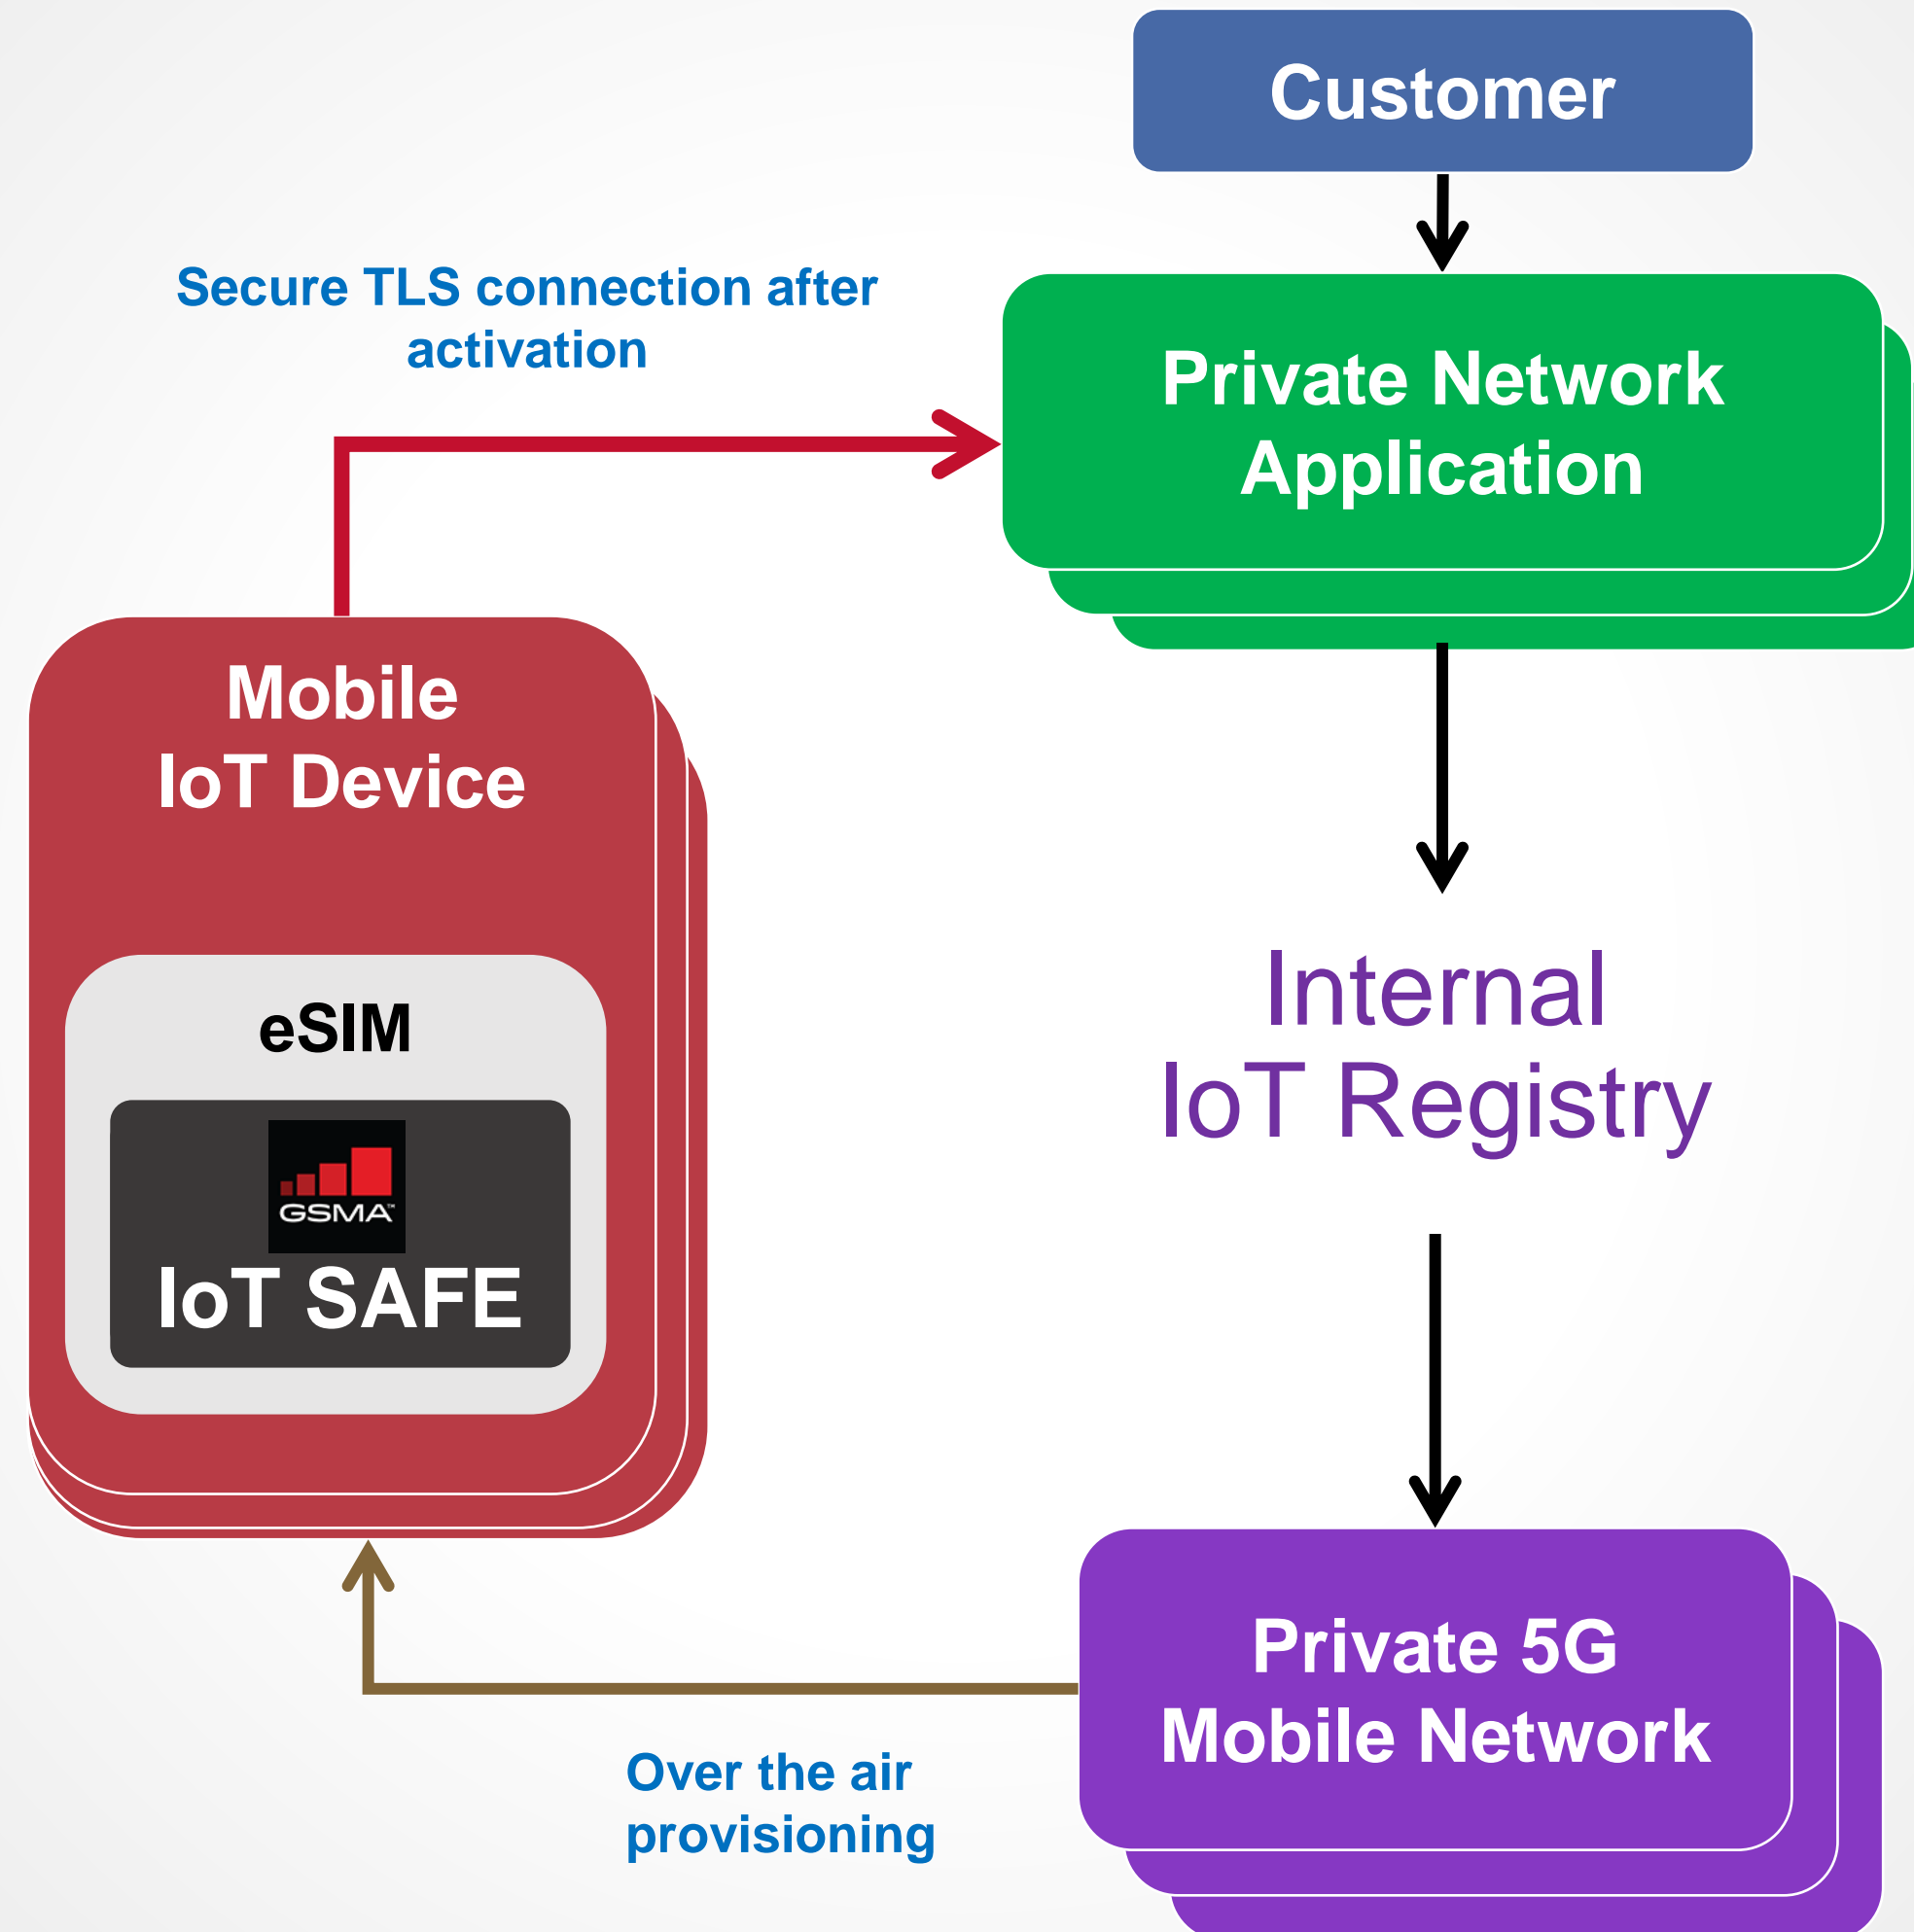 Customer
Secure TLS connection after
activation
Private Network
Application
Mobile
IoT Device
eSIM
GSMA™
IoT SAFE
Internal
IoT Registry
Private 5G
Mobile Network
Over the air
provisioning